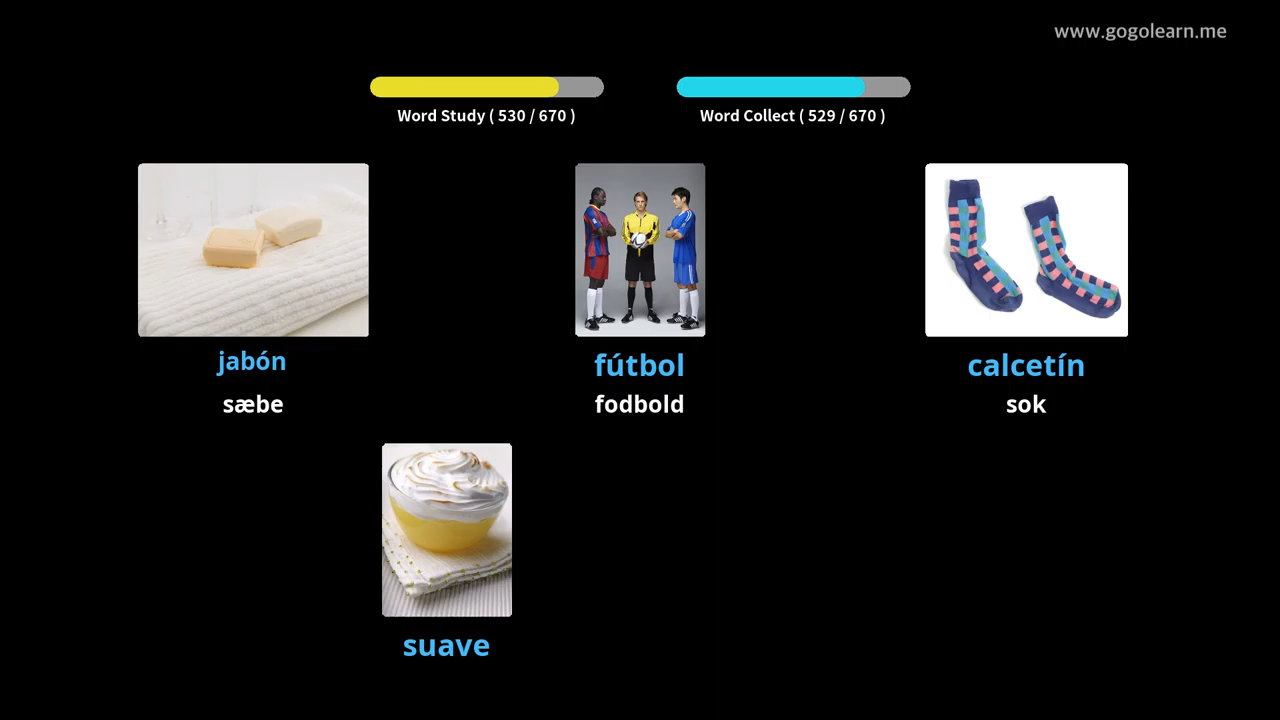 www.gogolearn.me
Word Study ( 530 / 670 )
Word Collect ( 529 / 670 )
jabón
fútbol
calcetín
sæbe
fodbold
sok
suave